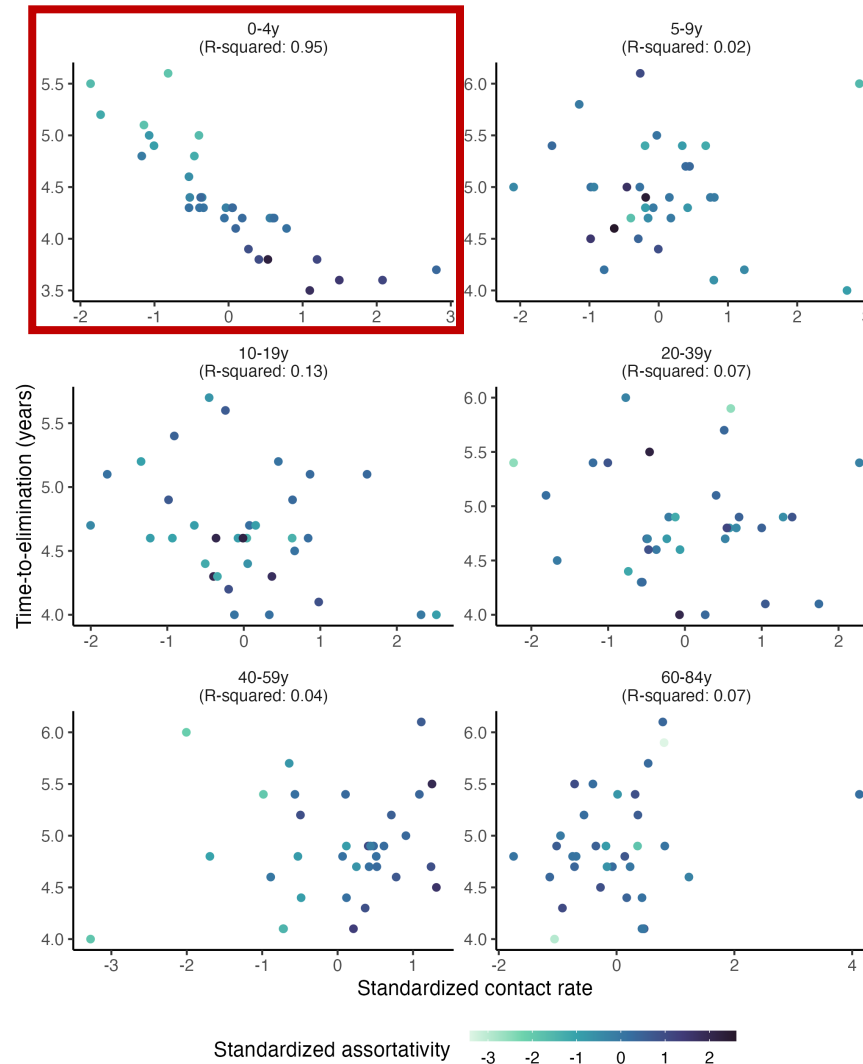 0-4y
(R-squared: 0.95)
5.5
5.0
4.5
4.0
3.5
-2 -1 0 1 2 3
5-9y
(R-squared: 0.02)
6.0
5.5
5.0
4.5
4.0
-2 -1 0 1 2 3
Time-to-elimination (years)
10-19y
(R-squared: 0.13)
5.5
5.0
4.5
4.0
-2 -1 0 1 2
20-39y
(R-squared: 0.07)
6.0
5.5
5.0
4.5
4.0
-2 -1 0 1 2
40-59y
(R-squared: 0.04)
6.0
5.5
5.0
4.5
4.0
-3 -2 -1 0 1
60-84y
(R-squared: 0.07)
6.0
5.5
5.0
4.5
4.0
-2 0 2 4
Standardized contact rate
Standardized assortativity
-3 -2 -1 0 1 2